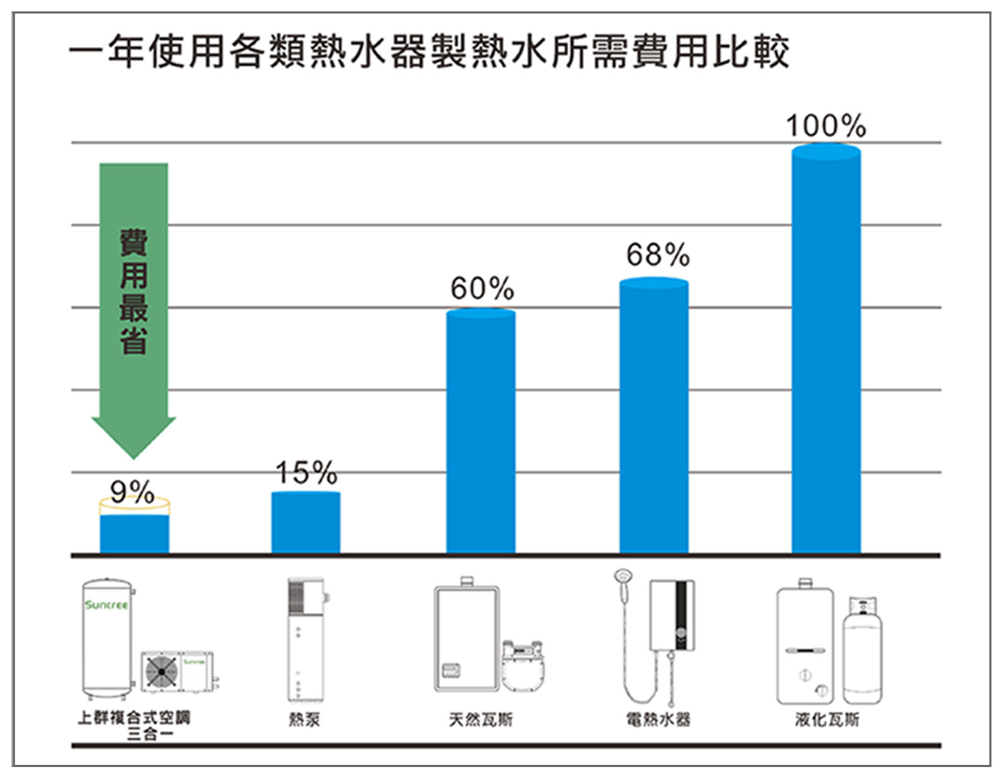 一年使用各類熱水器製熱水所需費用比較
100%
68%
60%
15%
9%
費用最省
Suncree
Suncree
上群複合式空調
三合一
熱泵
天然瓦斯
電熱水器
液化瓦斯